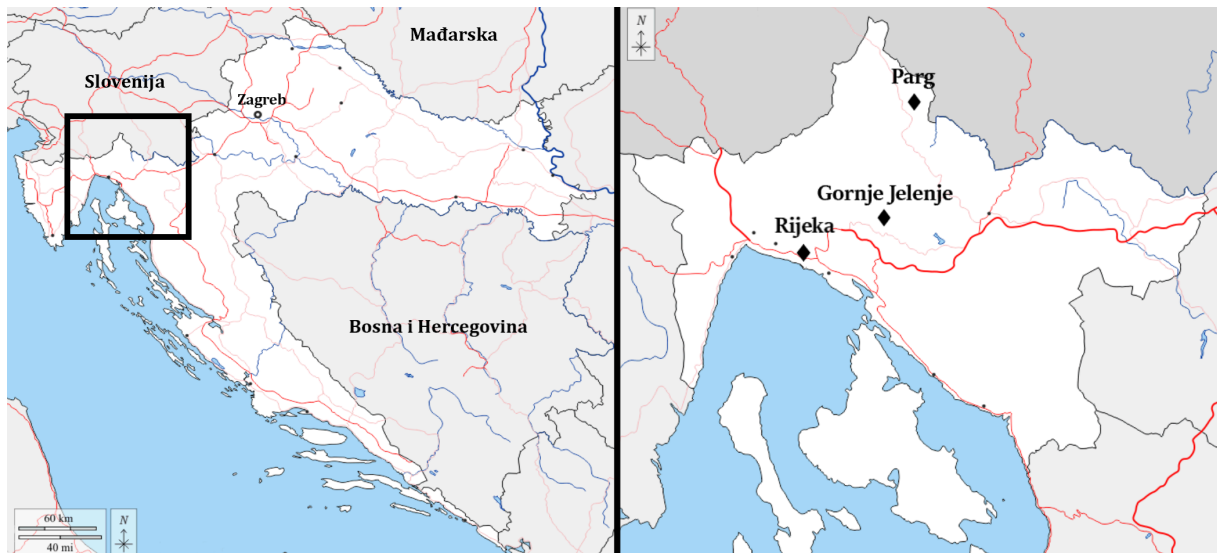 Mađarska
Slovenija
Zagreb
Bosna i Hercegovina
60 km
40 mi
N
N
Parg
Gornje Jelenje
Rijeka